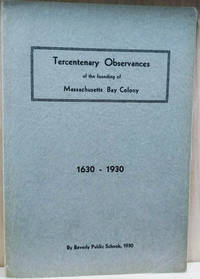 Tercentenary Observances
of the founding of
Massachusetts Bay Colony
1630 - 1930
By Beverly Public Schools, 1930